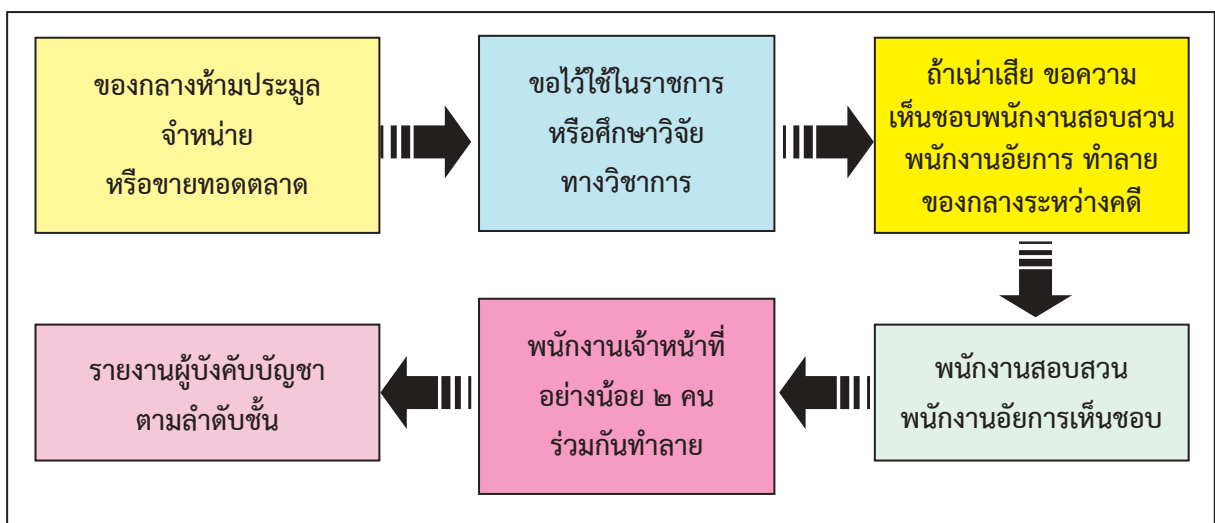 ของกลางห้ามประมูล
จำหน่าย
หรือขายทอดตลาด
ขอไว้ใช้ในราชการ
หรือศึกษาวิจัย
ทางวิชาการ
ถ้าเน่าเสีย ขอความ
เห็นชอบพนักงานสอบสวน
พนักงานอัยการ ทำลาย
ของกลางระหว่างคดี
พนักงานสอบสวน
พนักงานอัยการเห็นชอบ
พนักงานเจ้าหน้าที่
อย่างน้อย ๒ คน
ร่วมกันทำลาย
รายงานผู้บังคับบัญชา
ตามลำดับชั้น